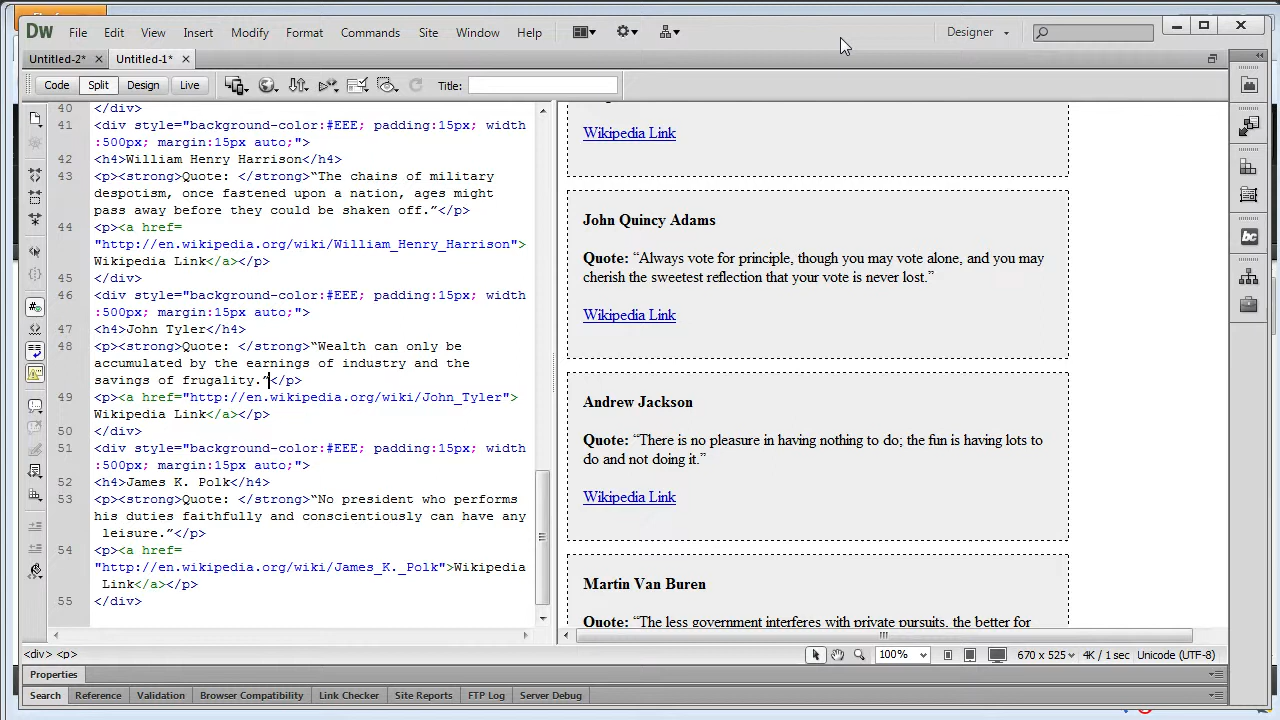 Dw File Edit View Insert Modify Format Commands Site Window Help Designer
Untitled-2* Untitled-1*
Code Split Design Live Title:
40 </div>
41 <div style="background-color:#EEE; padding:15px; width
:500px; margin:15px auto;">
42 <h4>William Henry Harrison</h4>
43 <p><strong>Quote: </strong>“The chains of military
despotism, once fastened upon a nation, ages might
pass away before they could be shaken off.”</p>
44 <p><a href=
"http://en.wikipedia.org/wiki/William_Henry_Harrison">
Wikipedia Link</a></p>
45 </div>
46 <div style="background-color:#EEE; padding:15px; width
:500px; margin:15px auto;">
47 <h4>John Tyler</h4>
48 <p><strong>Quote: </strong>“Wealth can only be
accumulated by the earnings of industry and the
savings of frugality.”</p>
49 <p><a href="http://en.wikipedia.org/wiki/John_Tyler">
Wikipedia Link</a></p>
50 </div>
51 <div style="background-color:#EEE; padding:15px; width
:500px; margin:15px auto;">
52 <h4>James K. Polk</h4>
53 <p><strong>Quote: </strong>“No president who performs
his duties faithfully and conscientiously can have any
leisure.”</p>
54 <p><a href=
"http://en.wikipedia.org/wiki/James_K._Polk">Wikipedia
Link</a></p>
55 </div>
Wikipedia Link
John Quincy Adams
Quote: “Always vote for principle, though you may vote alone, and you may
cherish the sweetest reflection that your vote is never lost.”
Wikipedia Link
Andrew Jackson
Quote: “There is no pleasure in having nothing to do; the fun is having lots to
do and not doing it.”
Wikipedia Link
Martin Van Buren
Quote: “The less government interferes with private pursuits, the better for
bc
<div> <p> 100% 670 x 525 4K / 1 sec Unicode (UTF-8)
Properties
Search Reference Validation Browser Compatibility Link Checker Site Reports FTP Log Server Debug